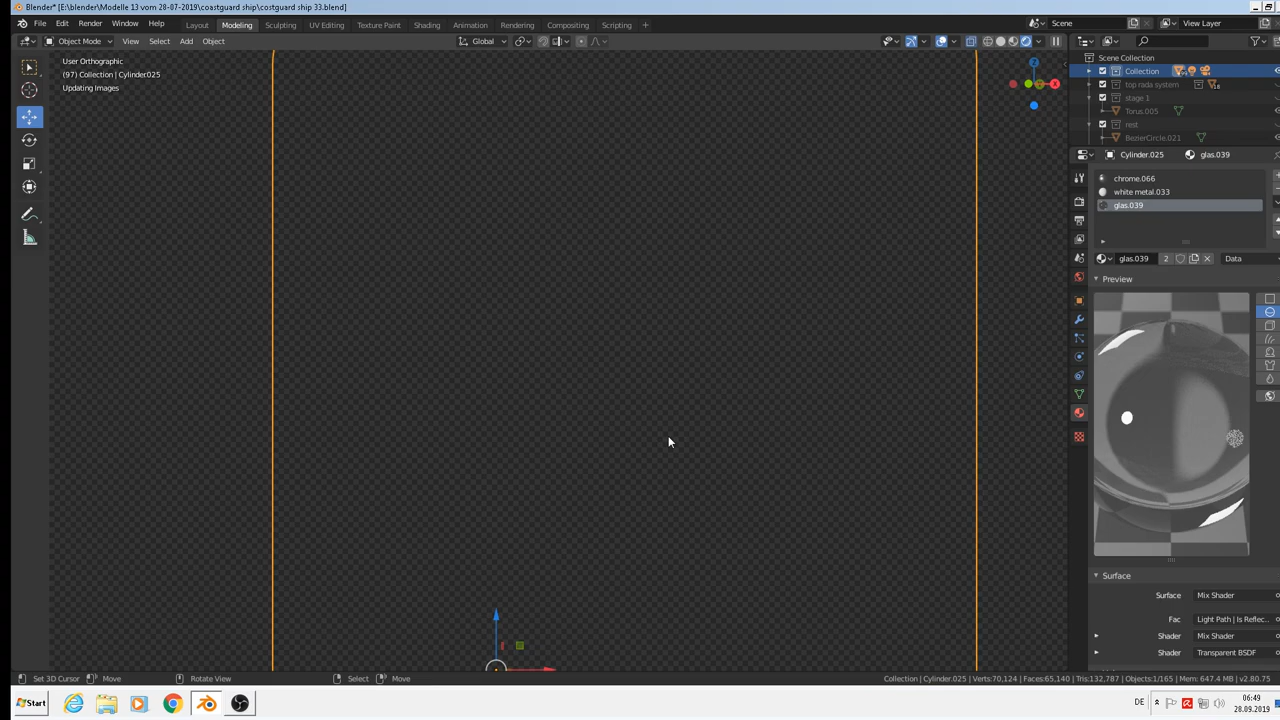 Blender* [E:\blender\Modelle 13 vom 28-07-2019\coastguard ship\costguard ship 33.blend]
File Edit Render Window Help Layout Modeling Sculpting UV Editing Texture Paint Shading Animation Rendering Compositing Scripting + Scene View Layer
Object Mode View Select Add Object Global
User Orthographic
(97) Collection | Cylinder025
Updating Images
Z
X
Scene Collection
Collection
top rada system 16
stage 1
Torus.005
rest
BezierCircle.021
Cylinder.025 glas.039
chrome.066
white metal.033
glas.039
glas.039 2 Data
Preview
Surface
Surface Mix Shader
Fac Light Path | Is Reflec..
Shader Mix Shader
Shader Transparent BSDF
Set 3D Cursor Move Rotate View Select Move Collection | Cylinder.025 | Verts:70,124 | Faces:65,140 | Tris:132,787 | Objects:1/165 | Mem: 647.4 MB | v2.80.75
Start DE 06:49
28.09.2019